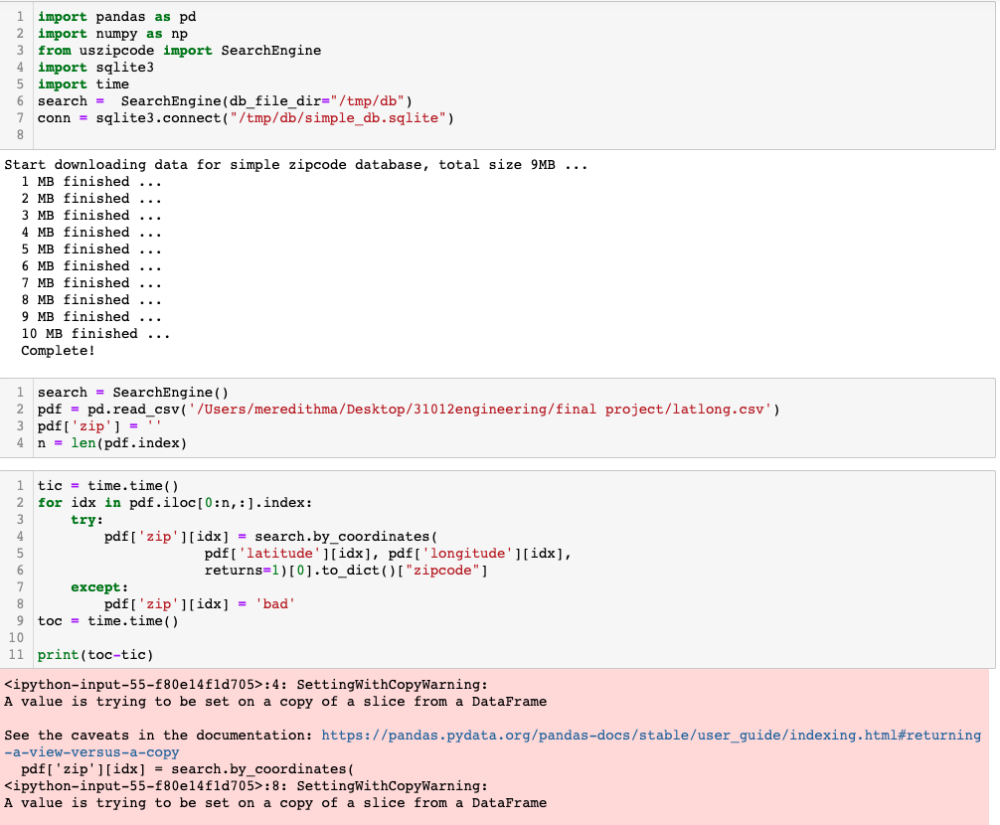 1 import pandas as pd
2 import numpy as np
3 from uszipcode import SearchEngine
4 import sqlite3
5 import time
6 search =  SearchEngine(db_file_dir="/tmp/db")
7 conn = sqlite3.connect("/tmp/db/simple_db.sqlite")
8
Start downloading data for simple zipcode database, total size 9MB ...
  1 MB finished ...
  2 MB finished ...
  3 MB finished ...
  4 MB finished ...
  5 MB finished ...
  6 MB finished ...
  7 MB finished ...
  8 MB finished ...
  9 MB finished ...
  10 MB finished ...
  Complete!
1 search = SearchEngine()
2 pdf = pd.read_csv('/Users/meredithma/Desktop/31012engineering/final project/latlong.csv')
3 pdf['zip'] = ''
4 n = len(pdf.index)
1 tic = time.time()
2 for idx in pdf.iloc[0:n,:].index:
3     try:
4         pdf['zip'][idx] = search.by_coordinates(
5                     pdf['latitude'][idx], pdf['longitude'][idx],
6                     returns=1)[0].to_dict()["zipcode"]
7     except:
8         pdf['zip'][idx] = 'bad'
9 toc = time.time()
10
11 print(toc-tic)
<ipython-input-55-f80e14f1d705>:4: SettingWithCopyWarning:
A value is trying to be set on a copy of a slice from a DataFrame
See the caveats in the documentation: https://pandas.pydata.org/pandas-docs/stable/user_guide/indexing.html#returning
-a-view-versus-a-copy
  pdf['zip'][idx] = search.by_coordinates(
<ipython-input-55-f80e14f1d705>:8: SettingWithCopyWarning:
A value is trying to be set on a copy of a slice from a DataFrame